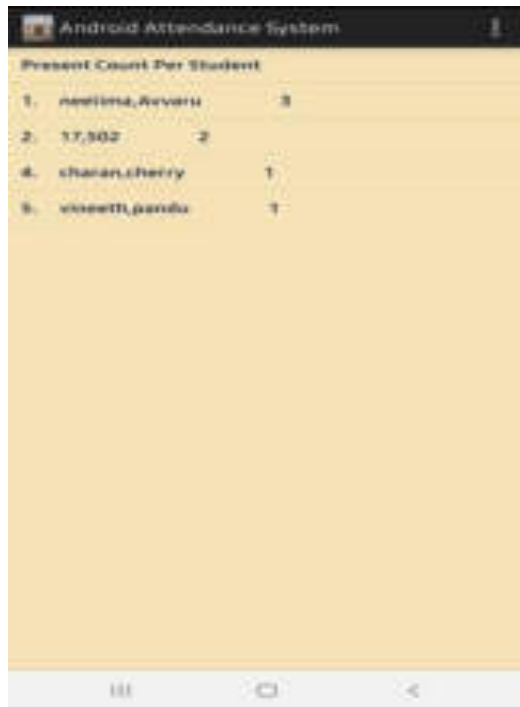 Android Attendance System
Present Count Per Student
1. neelima,Avvaru 3
2. 17,502 2
4. charan,cherry 1
5. vineeth,pandu 1